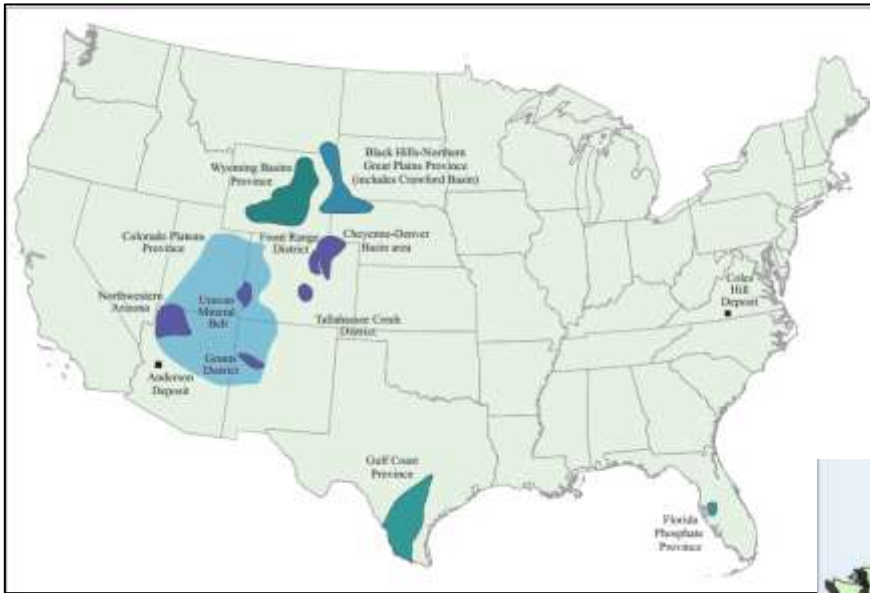 Black Hills-Northern
Great Plains Province
(includes Crawford Basin)
Wyoming Basins
Province
Colorado Plateau
Province
Front Range
District
Cheyenne-Denver
Basin area
Northwestern
Arizona
Uravan
Mineral
Belt
Tallahassee Creek
District
Grants
District
Anderson
Deposit
Coles
Hill
Deposit
Gulf Coast
Province
Florida
Phosphate
Province